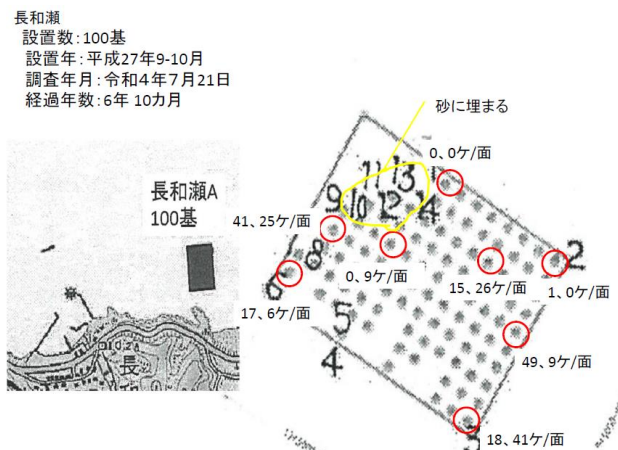 長和瀬
設置数:100基
設置年:平成27年9-10月
調査年月:令和4年7月21日
経過年数:6年 10カ月
砂に埋まる
0、0ケ/面
長和瀬A
100基
11 13
9 10 12 14
41、25ケ/面
8
2
0、9ケ/面
15、26ケ/面
1、0ケ/面
6
17、6ケ/面
5
4
49、9ケ/面
長
18、41ケ/面